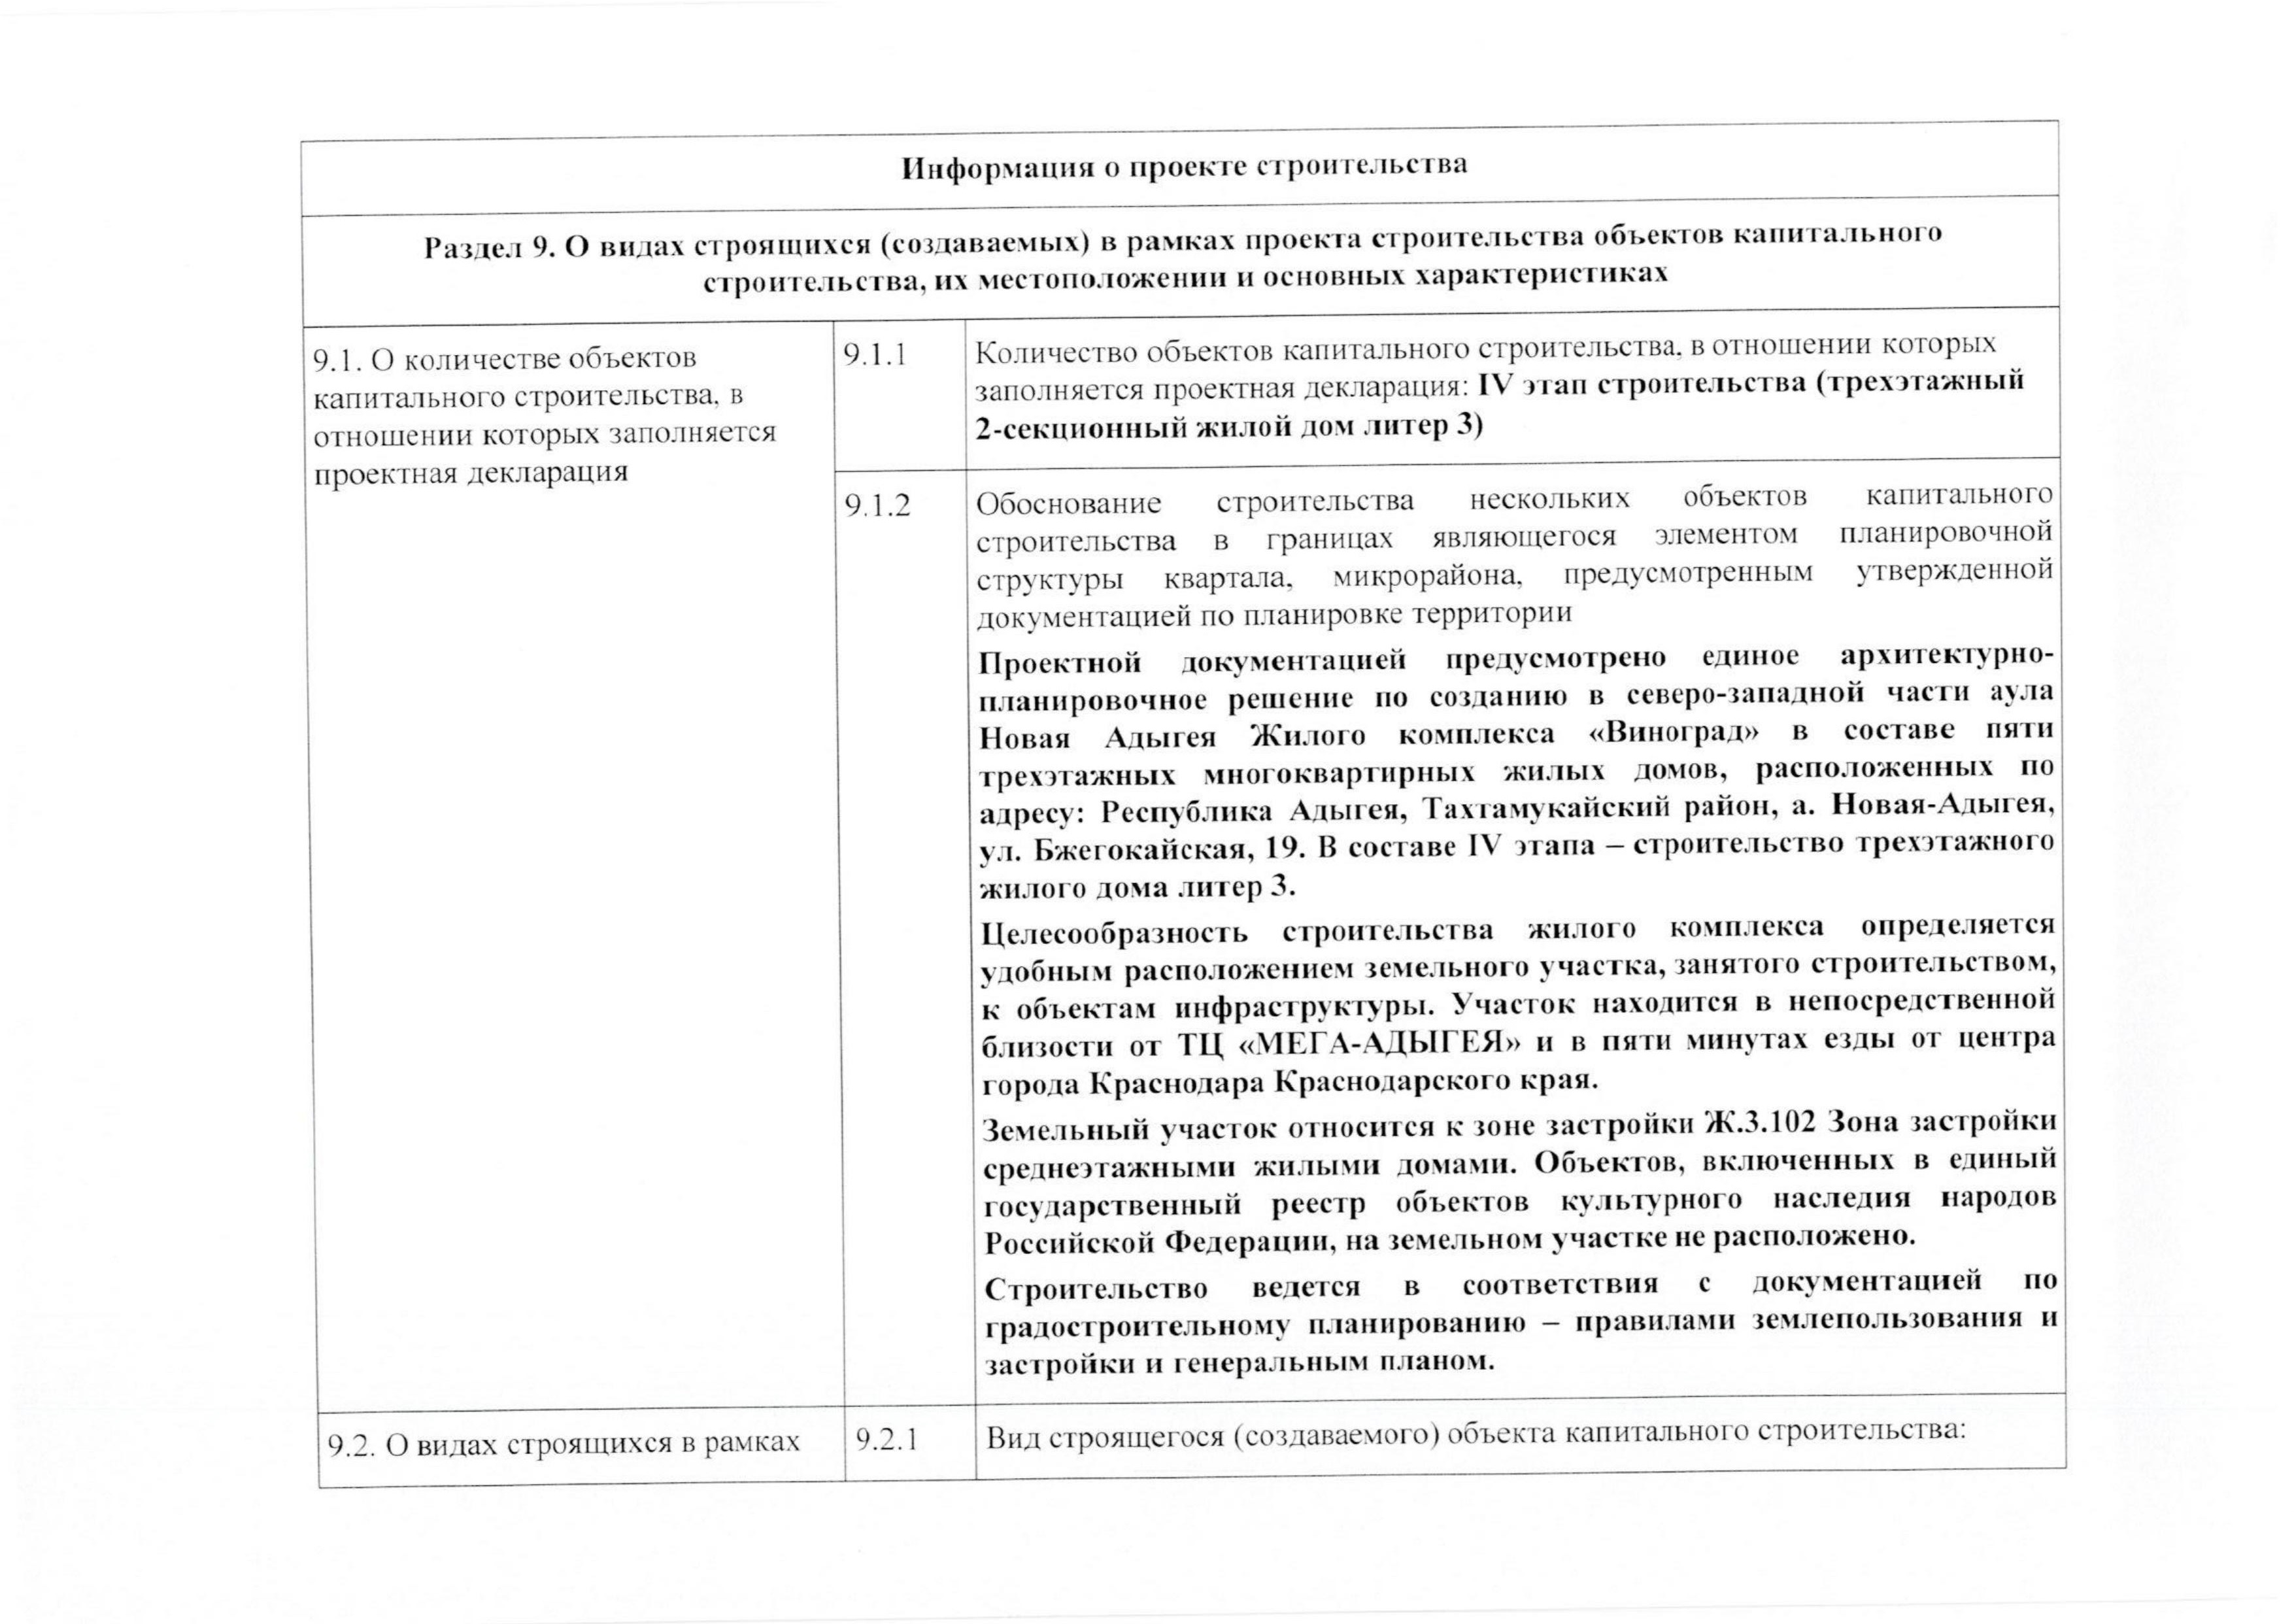 Информация о проекте строительства
Раздел 9. О видах строящихся (создаваемых) в рамках проекта строительства объектов капитального
строительства, их местоположении и основных характеристиках
9.1. О количестве объектов
капитального строительства, в
отношении которых заполняется
проектная декларация
9.1.1
Количество объектов капитального строительства, в отношении которых
заполняется проектная декларация: IV этап строительства (трехэтажный
2-секционный жилой дом литер 3)
9.1.2
Обоснование строительства нескольких объектов капитального
строительства в границах являющегося элементом планировочной
структуры квартала, микрорайона, предусмотренным утвержденной
документацией по планировке территории
Проектной документацией предусмотрено единое архитектурно-
планировочное решение по созданию в северо-западной части аула
Новая Адыгея Жилого комплекса «Виноград» в составе пяти
трехэтажных многоквартирных жилых домов, расположенных по
адресу: Республика Адыгея, Тахтамукайский район, а. Новая-Адыгея,
ул. Бжегокайская, 19. В составе IV этапа – строительство трехэтажного
жилого дома литер 3.
Целесообразность строительства жилого комплекса определяется
удобным расположением земельного участка, занятого строительством,
к объектам инфраструктуры. Участок находится в непосредственной
близости от ТЦ «МЕГА-АДЫГЕЯ» и в пяти минутах езды от центра
города Краснодара Краснодарского края.
Земельный участок относится к зоне застройки Ж.3.102 Зона застройки
среднеэтажными жилыми домами. Объектов, включенных в единый
государственный реестр объектов культурного наследия народов
Российской Федерации, на земельном участке не расположено.
Строительство ведется в соответствия с документацией по
градостроительному планированию – правилами землепользования и
застройки и генеральным планом.
9.2. О видах строящихся в рамках
9.2.1
Вид строящегося (создаваемого) объекта капитального строительства: